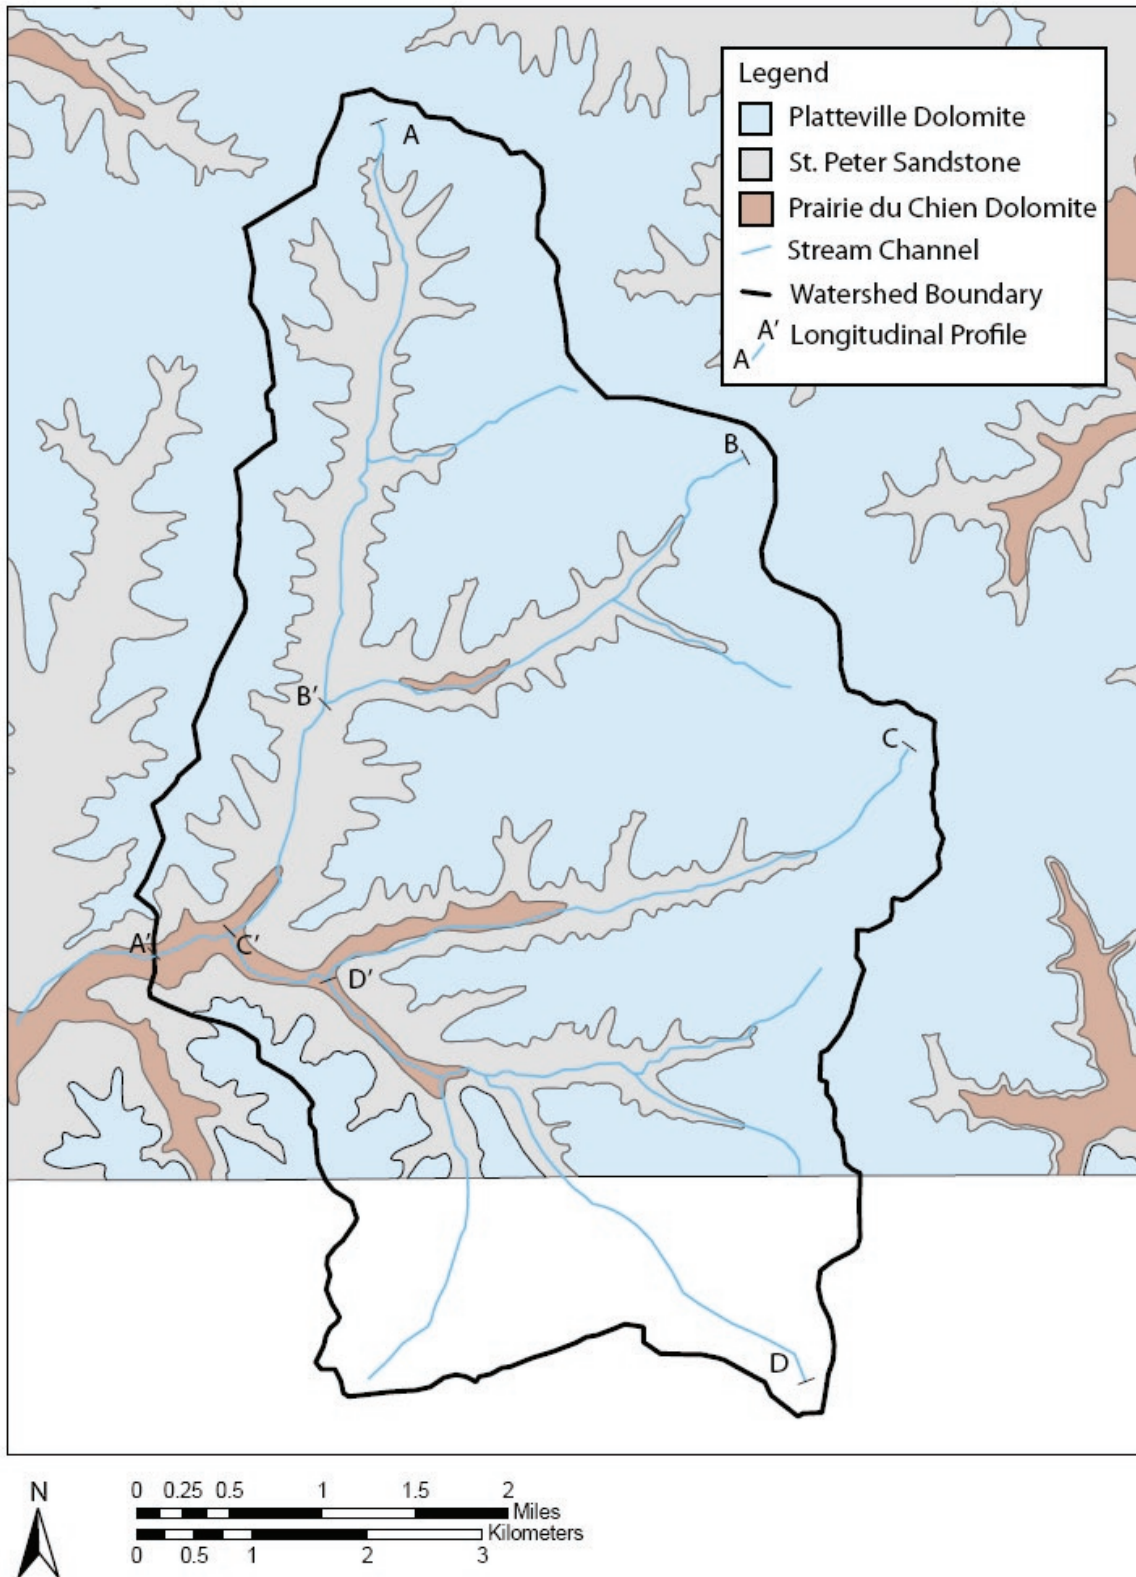 Legend
Platteville Dolomite
St. Peter Sandstone
Prairie du Chien Dolomite
Stream Channel
Watershed Boundary
A A' Longitudinal Profile
A
B
B'
C
A'
C'
D'
D
N
0 0.25 0.5 1 1.5 2
Miles
Kilometers
0 0.5 1 2 3